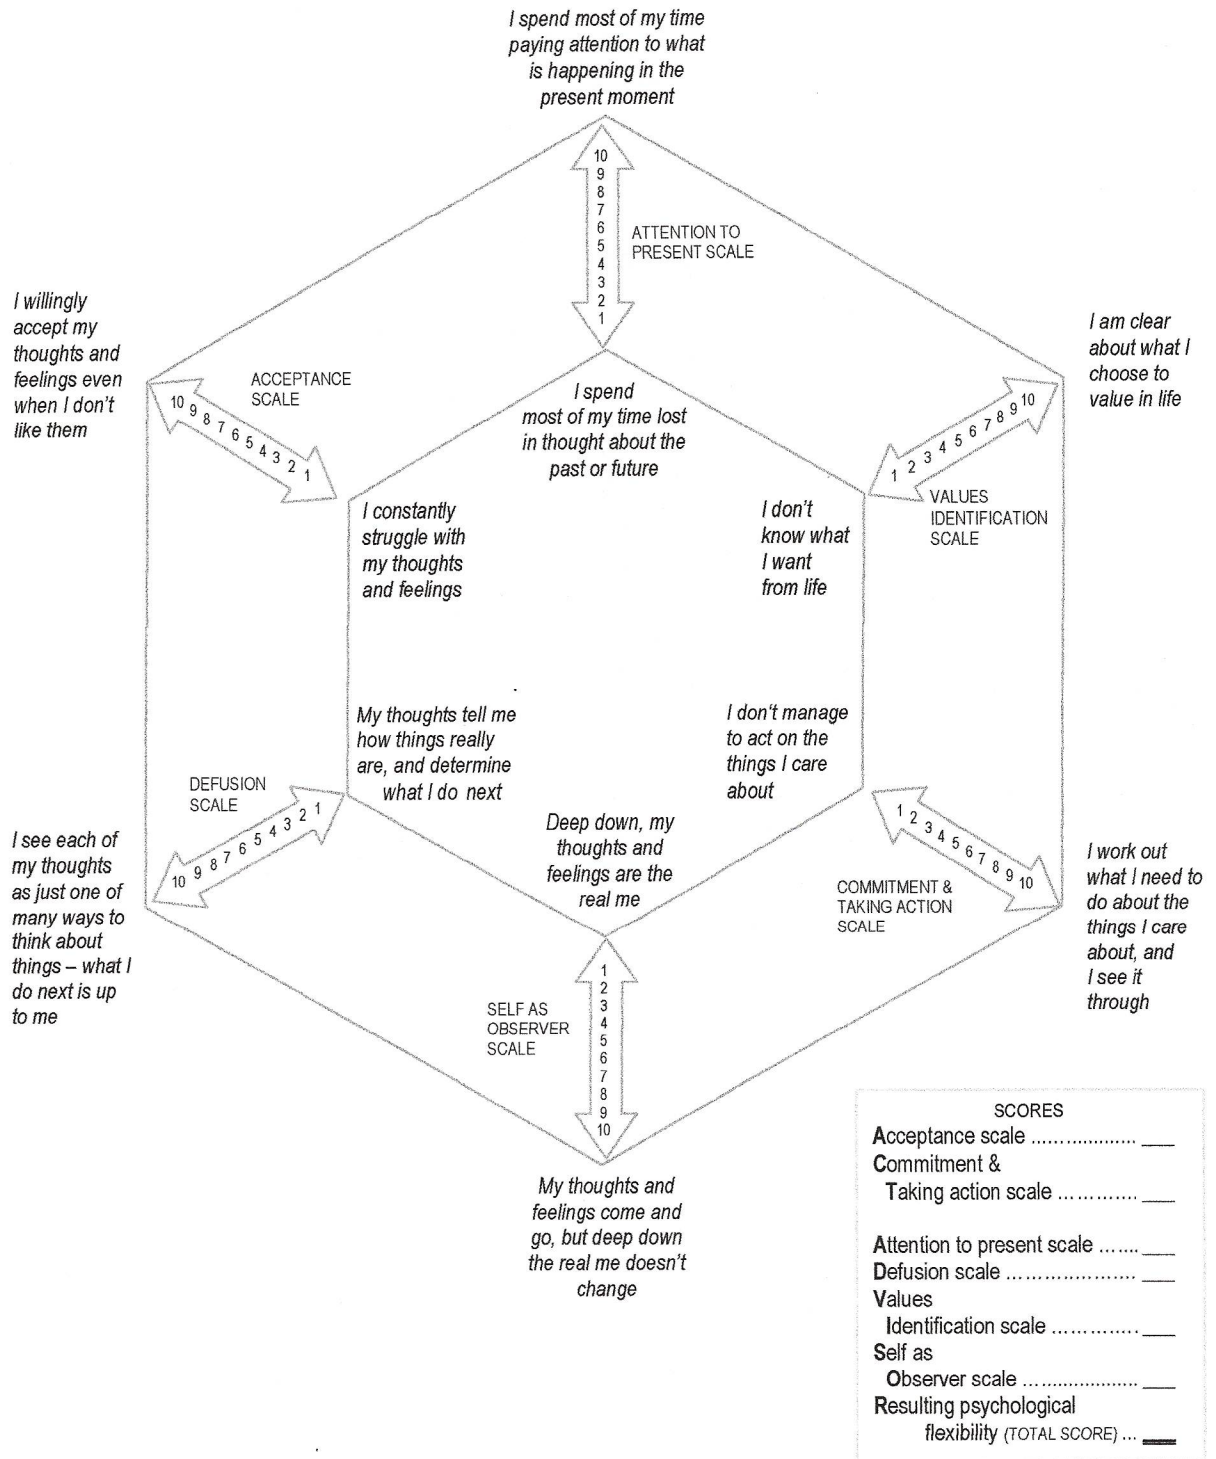 I spend most of my time
paying attention to what
is happening in the
present moment
10
9
8
7
6
5
4
3
2
1
ATTENTION TO
PRESENT SCALE
I willingly
accept my
thoughts and
feelings even
when I don't
like them
10 9 8 7 6 5 4 3 2 1
ACCEPTANCE
SCALE
I spend
most of my time lost
in thought about the
past or future
I am clear
about what I
choose to
value in life
1 2 3 4 5 6 7 8 9 10
VALUES
IDENTIFICATION
SCALE
I constantly
struggle with
my thoughts
and feelings
I don't
know what
I want
from life
My thoughts tell me
how things really
are, and determine
what I do next
I don't manage
to act on the
things I care
about
DEFUSION
SCALE
10 9 8 7 6 5 4 3 2 1
I see each of
my thoughts
as just one of
many ways to
think about
things – what I
do next is up
to me
Deep down, my
thoughts and
feelings are the
real me
1 2 3 4 5 6 7 8 9 10
COMMITMENT &
TAKING ACTION
SCALE
I work out
what I need to
do about the
things I care
about, and
I see it
through
1
2
3
4
5
6
7
8
9
10
SELF AS
OBSERVER
SCALE
My thoughts and
feelings come and
go, but deep down
the real me doesn't
change
SCORES
Acceptance scale ................... ___
Commitment &
Taking action scale ............. ___
Attention to present scale ....... ___
Defusion scale ...................... ___
Values
Identification scale ............... ___
Self as
Observer scale .................... ___
Resulting psychological
flexibility (TOTAL SCORE) ... ___